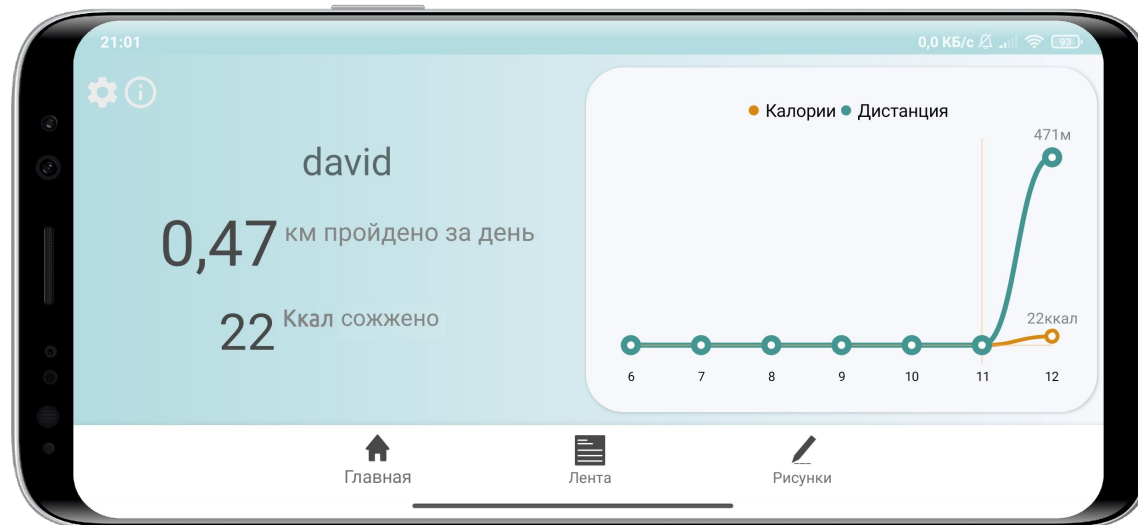 21:01
0,0 КБ/с 93
Калории Дистанция
471м
david
0,47 км пройдено за день
22 Ккал сожжено
22ккал
6 7 8 9 10 11 12
Главная Лента Рисунки